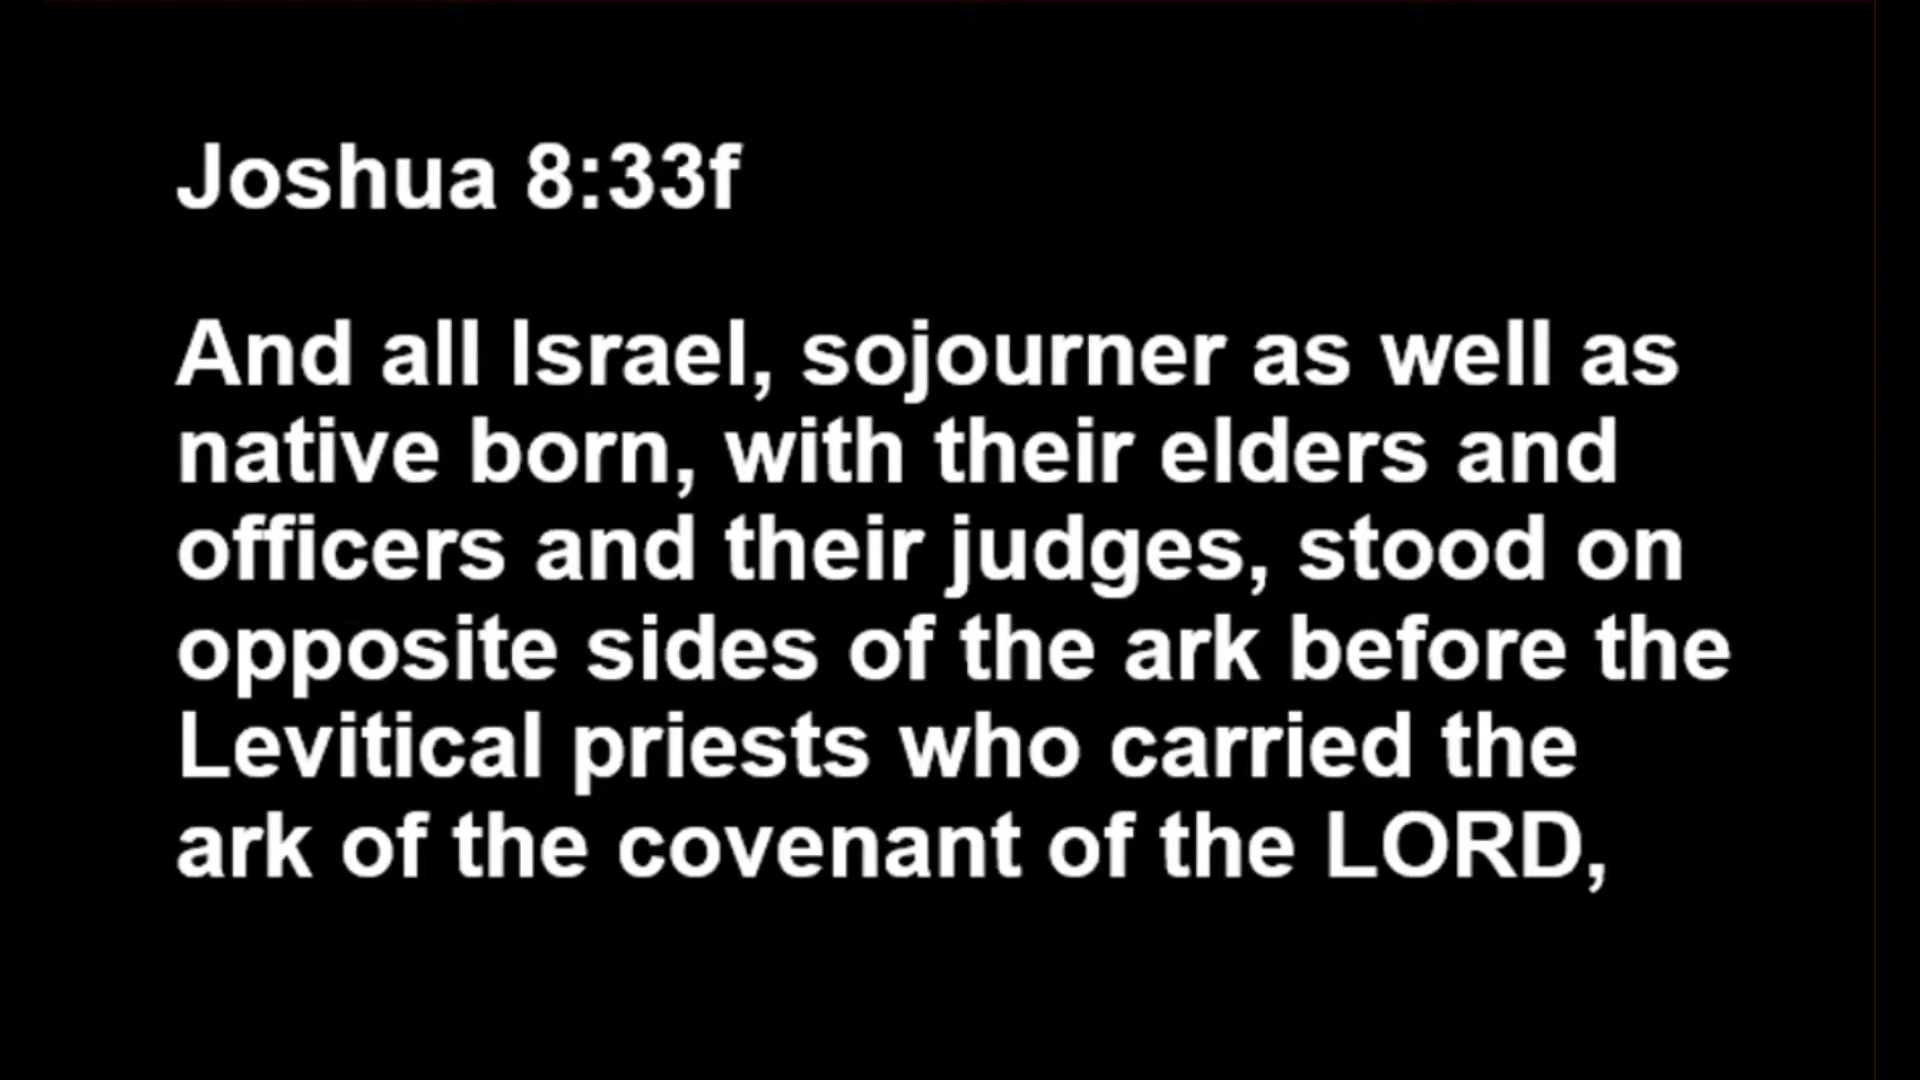 Joshua 8:33f
And all Israel, sojourner as well as
native born, with their elders and
officers and their judges, stood on
opposite sides of the ark before the
Levitical priests who carried the
ark of the covenant of the LORD,